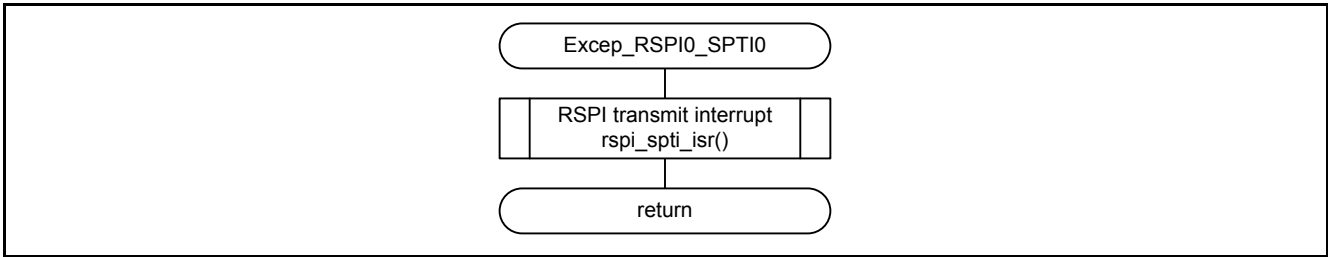 Excep_RSPI0_SPTI0
RSPI transmit interrupt
rspi_spti_isr()
return